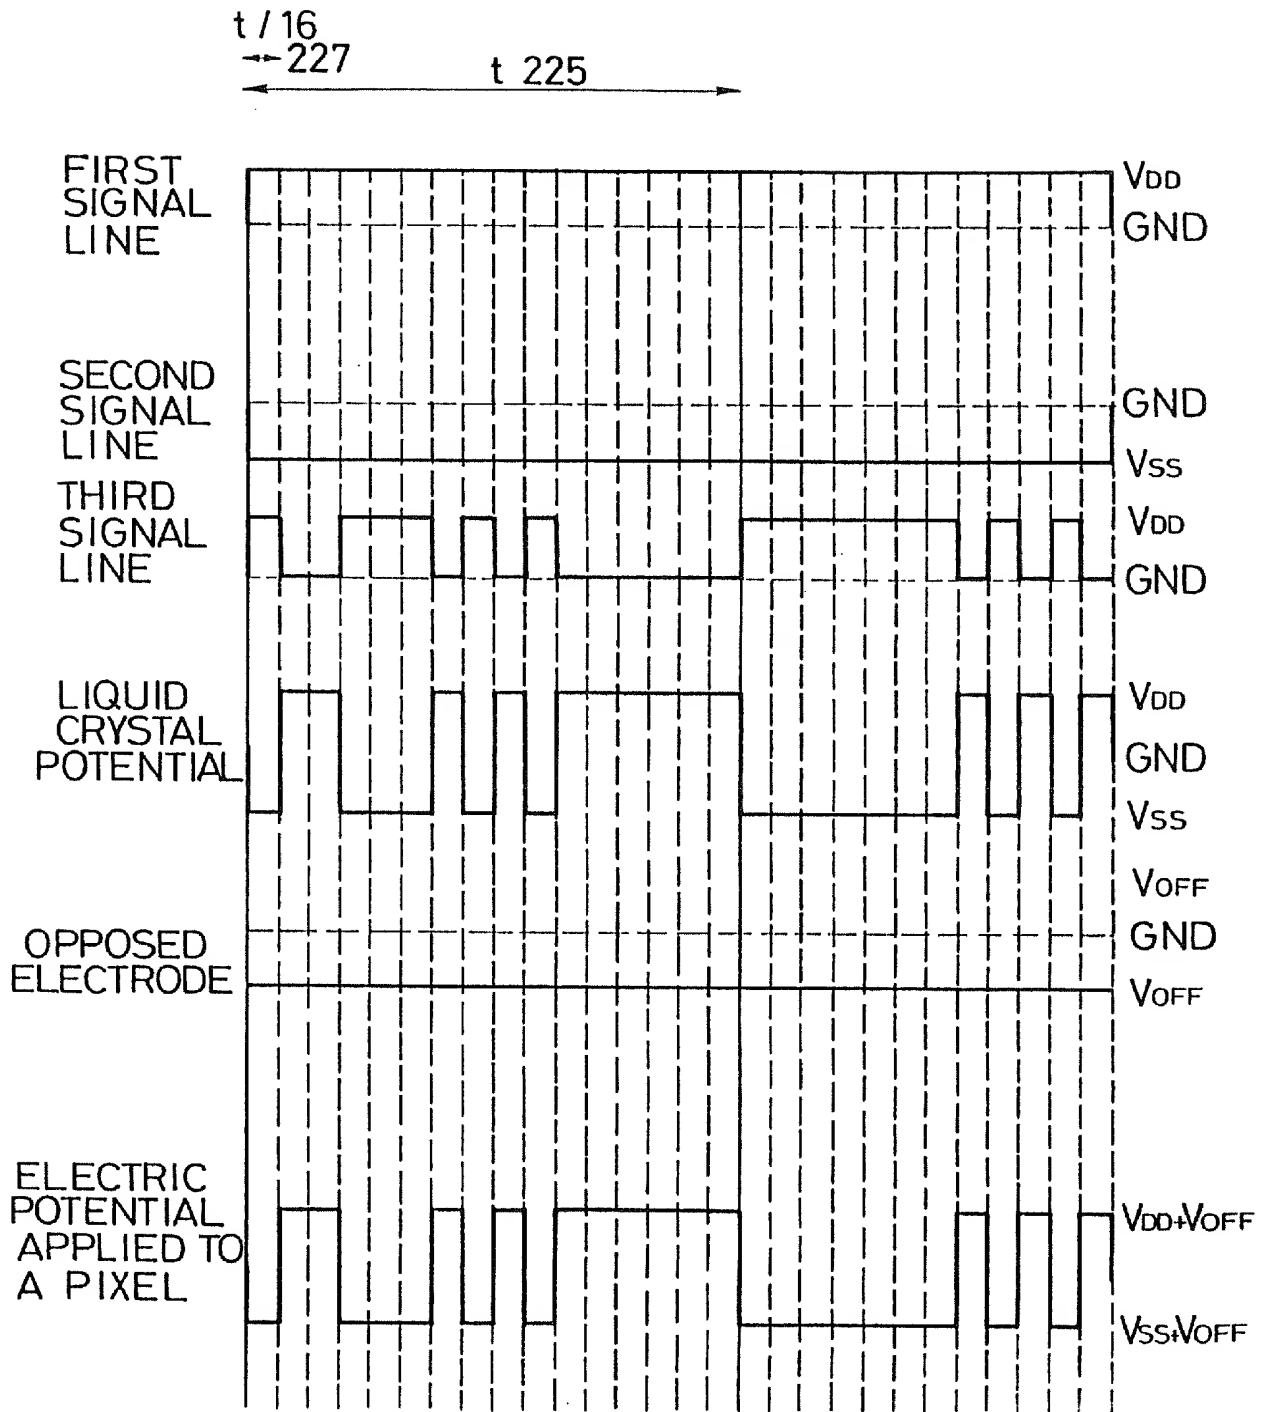 t / 16
227
t 225
FIRST
SIGNAL
LINE
VDD
GND
SECOND
SIGNAL
LINE
GND
VSS
THIRD
SIGNAL
LINE
VDD
GND
LIQUID
CRYSTAL
POTENTIAL
VDD
GND
VSS
VOFF
OPPOSED
ELECTRODE
GND
VOFF
ELECTRIC
POTENTIAL
APPLIED TO
A PIXEL
VDD+VOFF
VSS+VOFF